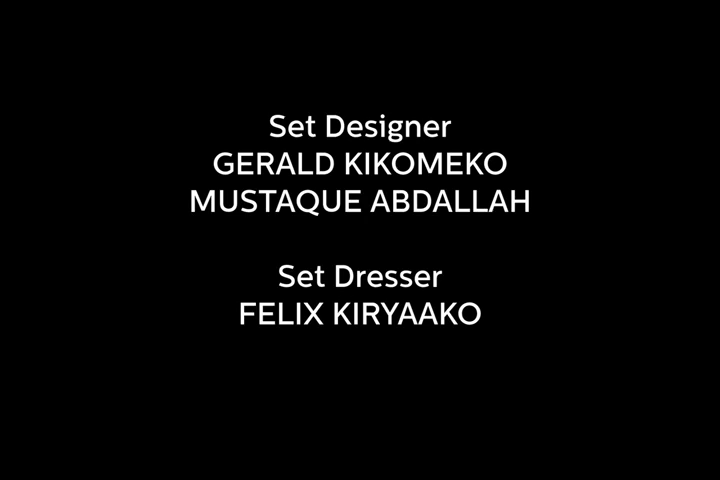 Set Designer
GERALD KIKOMEKO
MUSTAQUE ABDALLAH
Set Dresser
FELIX KIRYAAKO